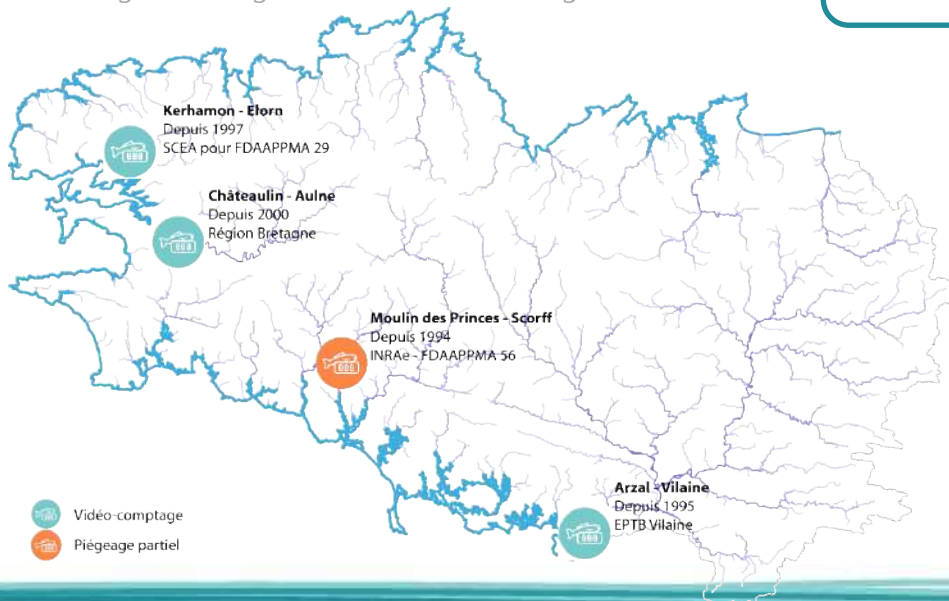 Kerhamon - Elorn
Depuis 1997
SCEA pour FDAAPPMA 29
Châteaulin - Aulne
Depuis 2000
Région Bretagne
Moulin des Princes - Scorff
Depuis 1994
INRAe - FDAAPPMA 56
Arzal - Vilaine
Depuis 1995
EPTB Vilaine
Vidéo-comptage
Piégeage partiel